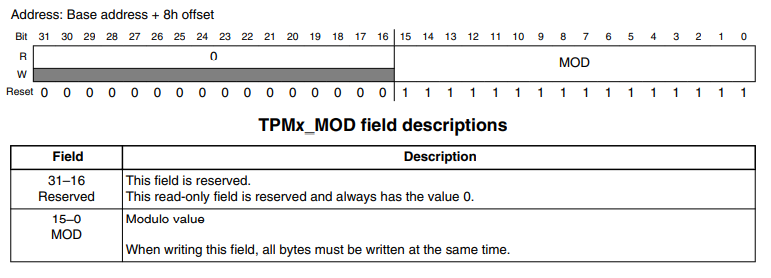 Address: Base address + 8h offset
Bit 31 30 29 28 27 26 25 24 23 22 21 20 19 18 17 16 15 14 13 12 11 10 9 8 7 6 5 4 3 2 1 0
R 0 MOD
W
Reset 0 0 0 0 0 0 0 0 0 0 0 0 0 0 0 0 1 1 1 1 1 1 1 1 1 1 1 1 1 1 1 1
TPMx_MOD field descriptions
Field Description
31–16 This field is reserved.
Reserved This read-only field is reserved and always has the value 0.
15–0 Modulo value
MOD
When writing this field, all bytes must be written at the same time.